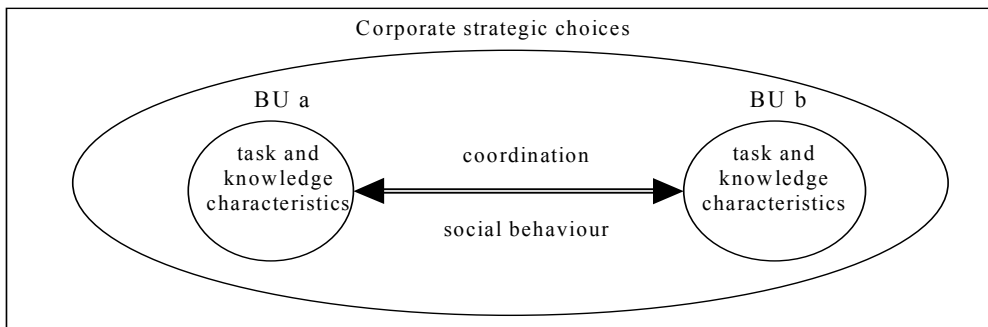 Corporate strategic choices
BU a
BU b
task and
knowledge
characteristics
coordination
social behaviour
task and
knowledge
characteristics